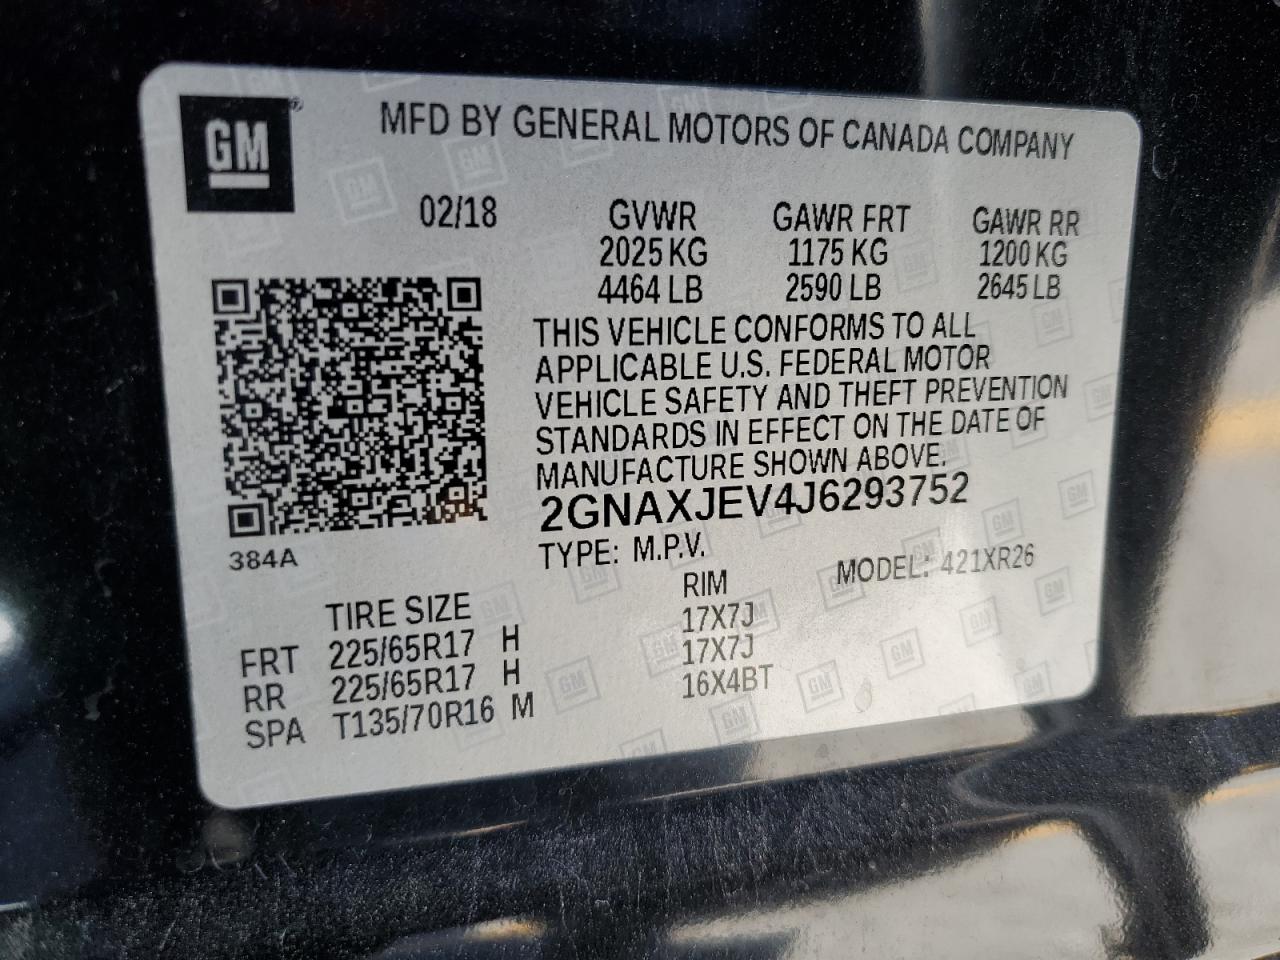 GM
MFD BY GENERAL MOTORS OF CANADA COMPANY
02/18 GVWR GAWR FRT GAWR RR
2025 KG 1175 KG 1200 KG
4464 LB 2590 LB 2645 LB
THIS VEHICLE CONFORMS TO ALL
APPLICABLE U.S. FEDERAL MOTOR
VEHICLE SAFETY AND THEFT PREVENTION
STANDARDS IN EFFECT ON THE DATE OF
MANUFACTURE SHOWN ABOVE.
2GNAXJEV4J6293752
384A
TYPE: M.P.V. MODEL: 421XR26
TIRE SIZE RIM
FRT 225/65R17 H 17X7J
RR 225/65R17 H 17X7J
SPA T135/70R16 M 16X4BT